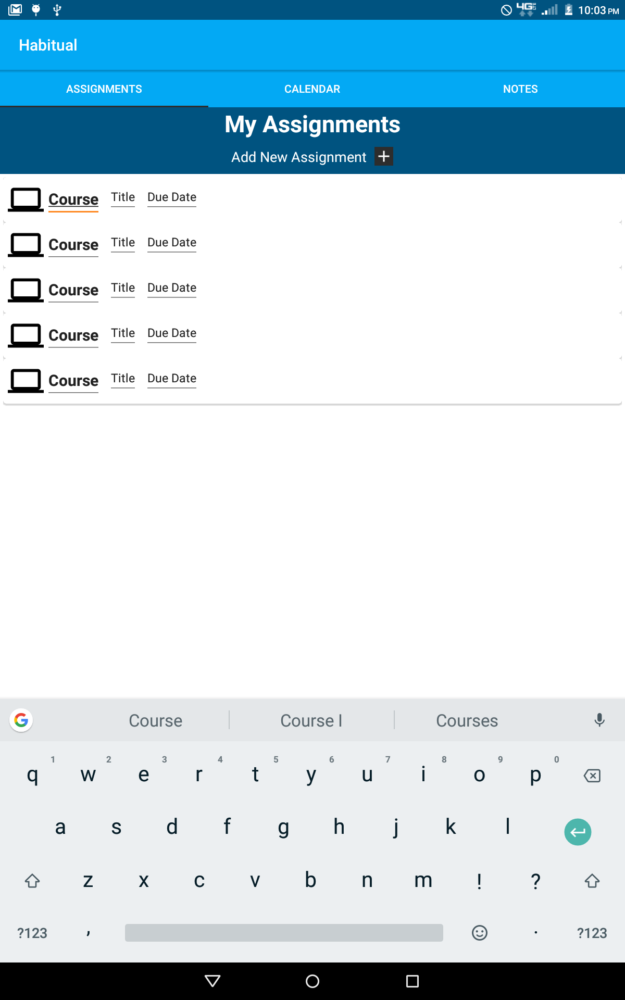 4G LTE 10:03 PM
Habitual
ASSIGNMENTS CALENDAR NOTES
My Assignments
Add New Assignment +
Course Title Due Date
Course Title Due Date
Course Title Due Date
Course Title Due Date
Course Title Due Date
G Course Course I Courses
1 2 3 4 5 6 7 8 9 0
q w e r t y u i o p
a s d f g h j k l
z x c v b n m ! ?
?123 , . ?123